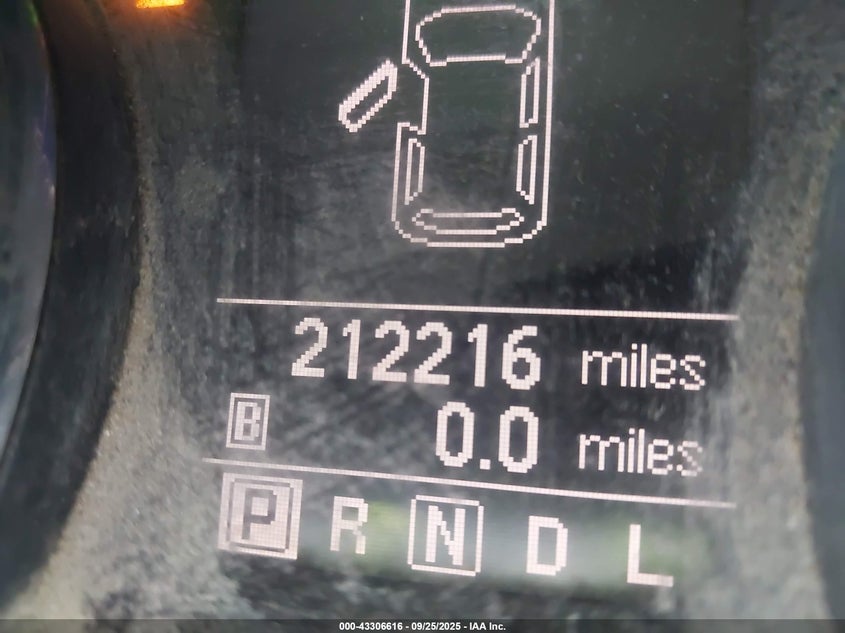 212216 miles
B 0.0 miles
P R N D L
000-43306616 - 09/25/2025 - IAA Inc.